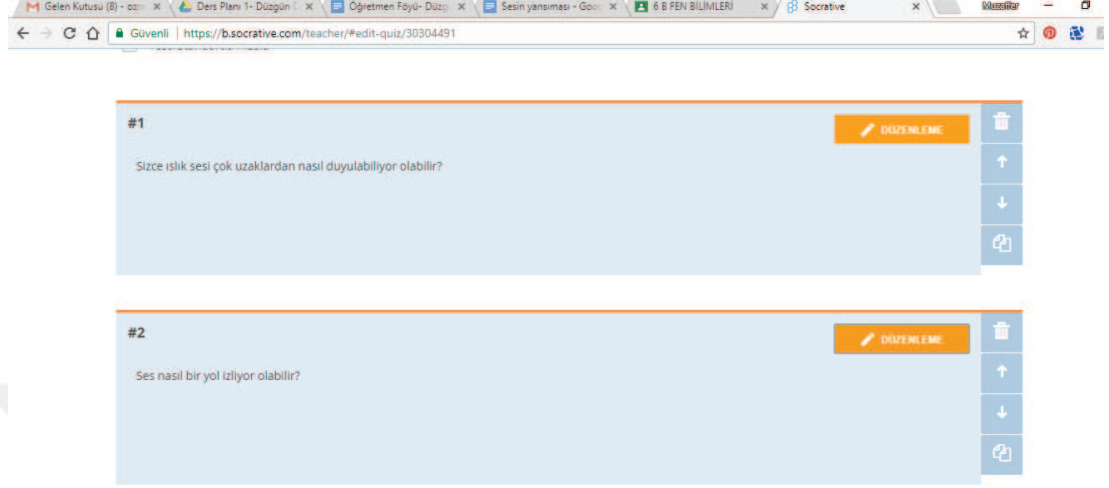 Gelen Kutusu (8) - ozn
Ders Planı 1- Düzgün
Öğretmen Föyü- Düzg
Sesin yansıması - Goo
6 B FEN BİLİMLERİ
Socrative
Muzaffer
Güvenli | https://b.socrative.com/teacher/#edit-quiz/30304491
#1
DÜZENLEME
Sizce ıslık sesi çok uzaklardan nasıl duyulabiliyor olabilir?
#2
DÜZENLEME
Ses nasıl bir yol izliyor olabilir?